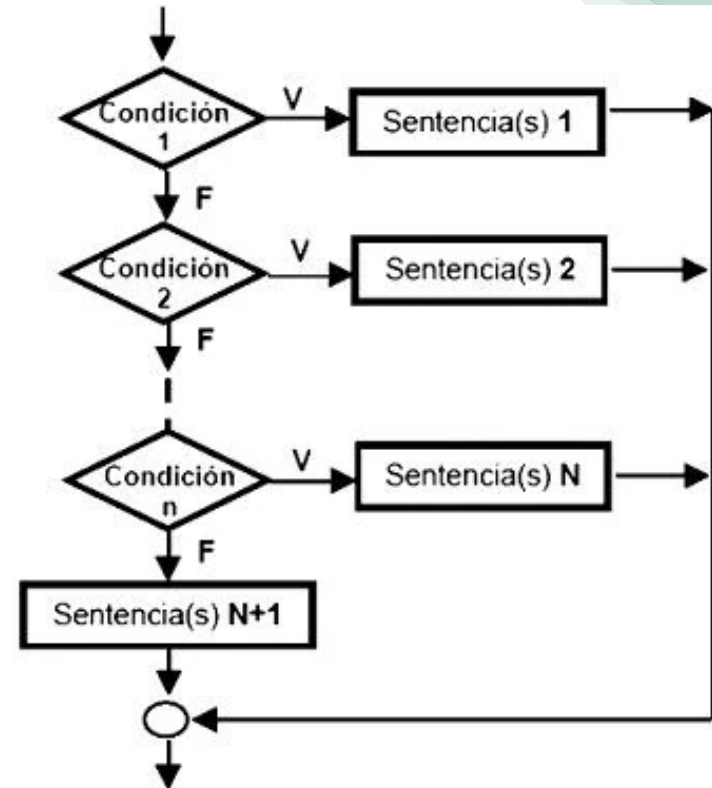 Condición
1
V
Sentencia(s) 1
F
Condición
2
V
Sentencia(s) 2
F
Condición
n
V
Sentencia(s) N
F
Sentencia(s) N+1